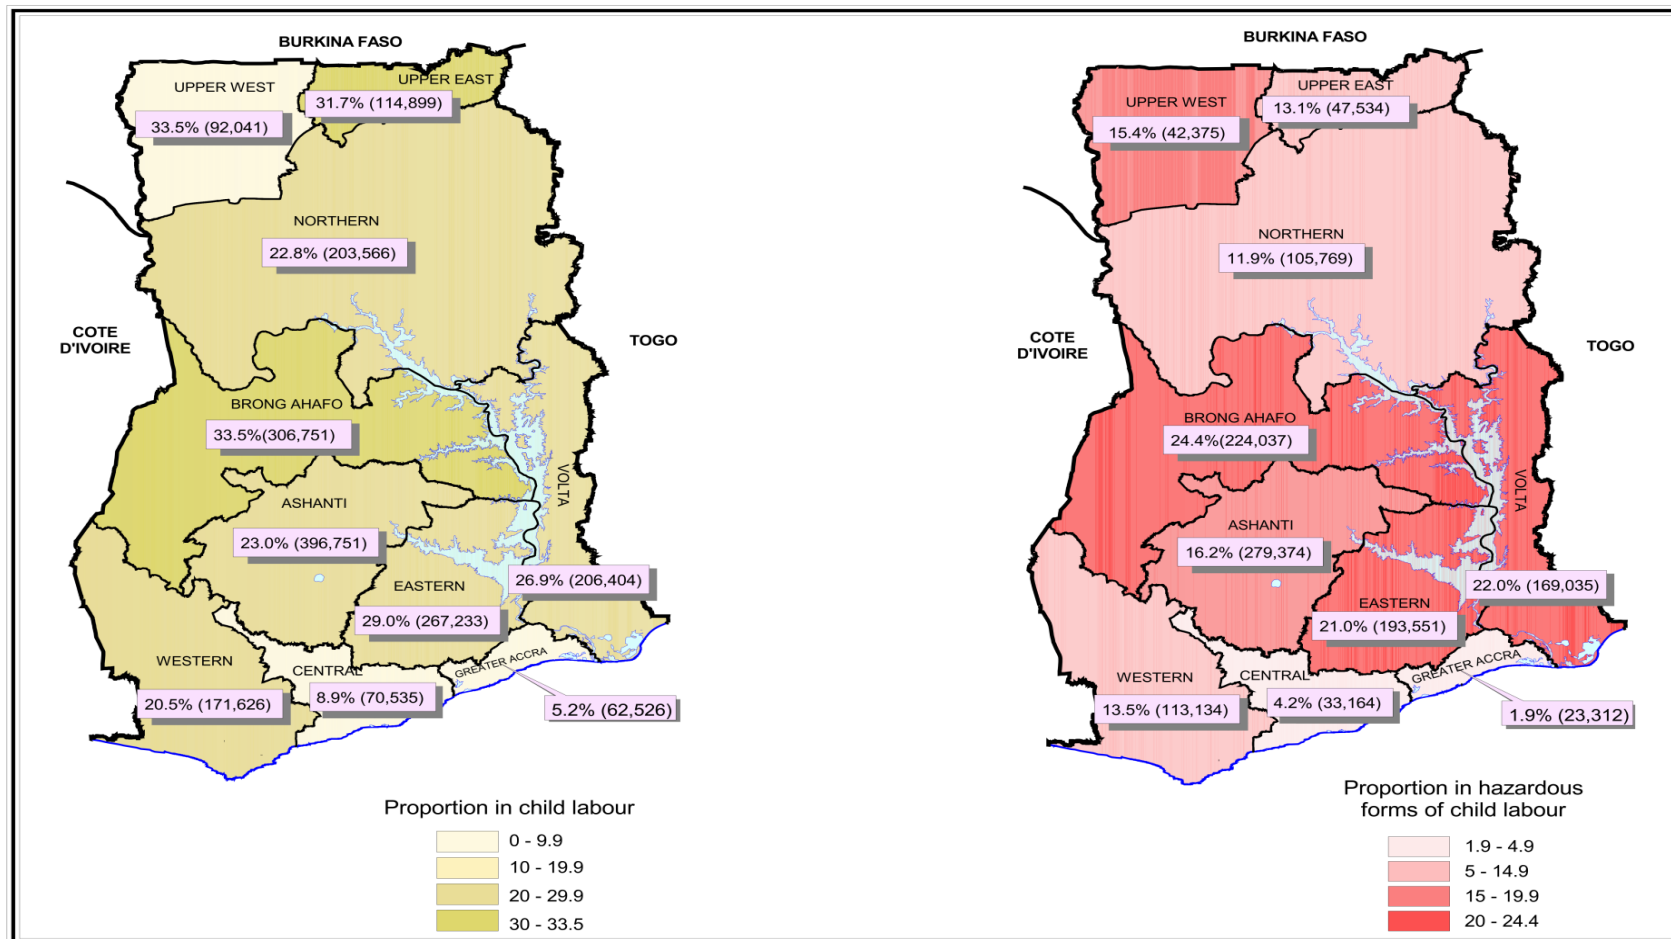 BURKINA FASO
UPPER WEST
UPPER EAST
31.7% (114,899)
33.5% (92,041)
NORTHERN
22.8% (203,566)
COTE
D'IVOIRE
TOGO
BRONG AHAFO
33.5%(306,751)
VOLTA
ASHANTI
23.0% (396,751)
EASTERN
26.9% (206,404)
29.0% (267,233)
WESTERN
CENTRAL
GREATER ACCRA
20.5% (171,626)
8.9% (70,535)
5.2% (62,526)
Proportion in child labour
0 - 9.9
10 - 19.9
20 - 29.9
30 - 33.5
BURKINA FASO
UPPER WEST
UPPER EAST
13.1% (47,534)
15.4% (42,375)
NORTHERN
11.9% (105,769)
COTE
D'IVOIRE
TOGO
BRONG AHAFO
24.4%(224,037)
VOLTA
ASHANTI
16.2% (279,374)
22.0% (169,035)
EASTERN
21.0% (193,551)
WESTERN
CENTRAL
GREATER ACCRA
13.5% (113,134)
4.2% (33,164)
1.9% (23,312)
Proportion in hazardous
forms of child labour
1.9 - 4.9
5 - 14.9
15 - 19.9
20 - 24.4